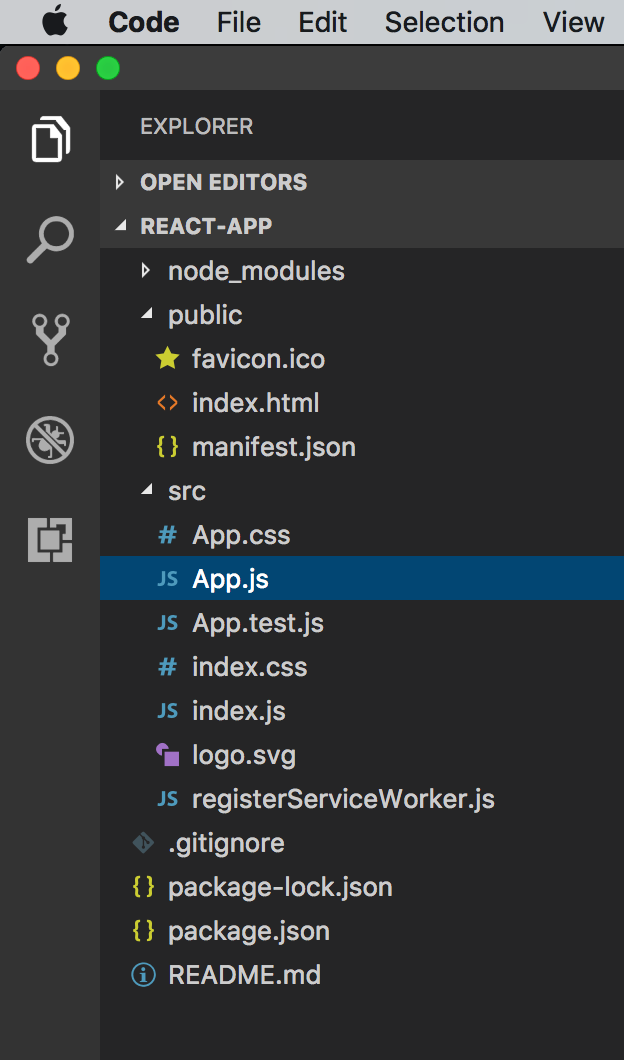 Code File Edit Selection View
EXPLORER
OPEN EDITORS
REACT-APP
node_modules
public
favicon.ico
index.html
manifest.json
src
# App.css
JS App.js
JS App.test.js
# index.css
JS index.js
logo.svg
JS registerServiceWorker.js
.gitignore
{ } package-lock.json
{ } package.json
README.md